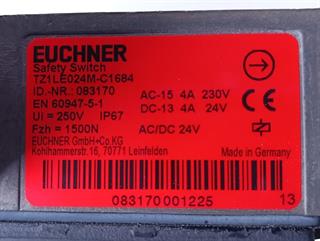 EUCHNER
Safety Switch
TZ1LE024M-C1684
ID.-NR.: 083170 AC-15 4A 230V
EN 60947-5-1 DC-13 4A 24V
Ui = 250V IP67
Fzh = 1500N AC/DC 24V
EUCHNER GmbH+Co.KG
Kohlhammerstr.16, 70771 Leinfelden Made in Germany
083170001225 13